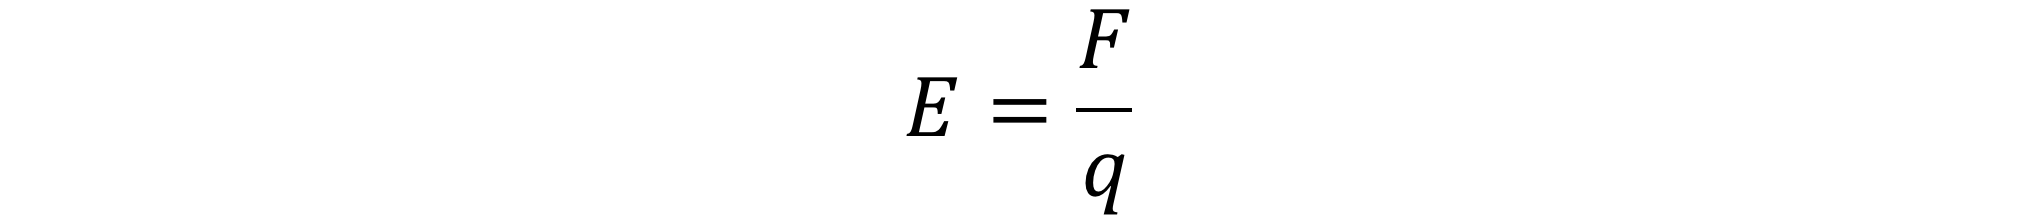 E = F/q